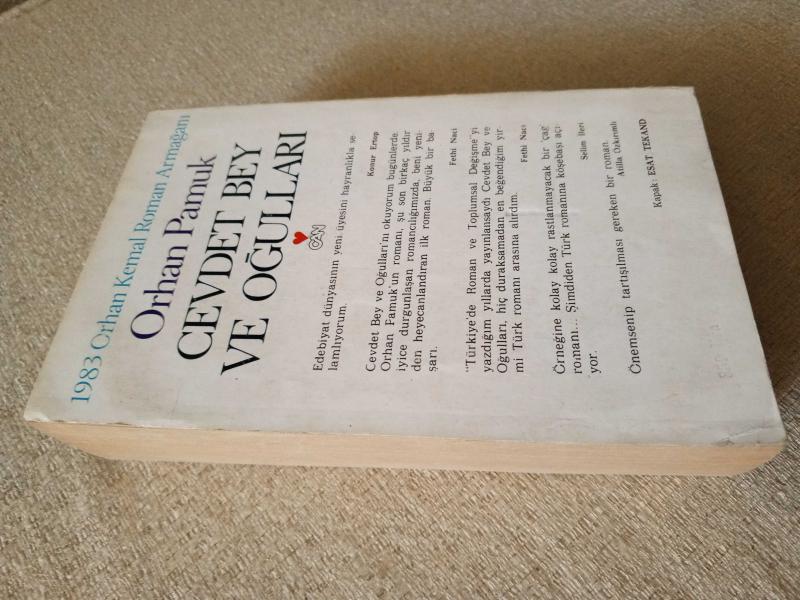 1983 Orhan Kemal Roman Armağanı
Orhan Pamuk
CEVDET BEY
VE OĞULLARI
CAN
Edebiyat dünyasının yeni üyesini hayranlıkla se-
lamlıyorum.
Konur Ertop
Cevdet Bey ve Oğulları'nı okuyorum bugünlerde
Orhan Pamuk'un romanı, şu son birkaç yıldır
iyice durgunlaşan romancılığımızda, beni yeni-
den heyecanlandıran ilk roman. Büyük bir ba-
şarı.
Fethi Naci
"Türkiye'de Roman ve Toplumsal Değişme"yi
yazdığım yıllarda yayınlansaydı Cevdet Bey ve
Oğulları, hiç duraksamadan en beğendiğim yir-
mi Türk romanı arasına alırdım.
Fethi Naci
Örneğine kolay kolay rastlanmayacak bir çağ
romanı... Şimdiden Türk romanına köşebaşı açı-
yor.
Selim İleri
Önemsenip tartışılması gereken bir roman.
Atilla Özkırımlı
Kapak: ESAT TEKAND